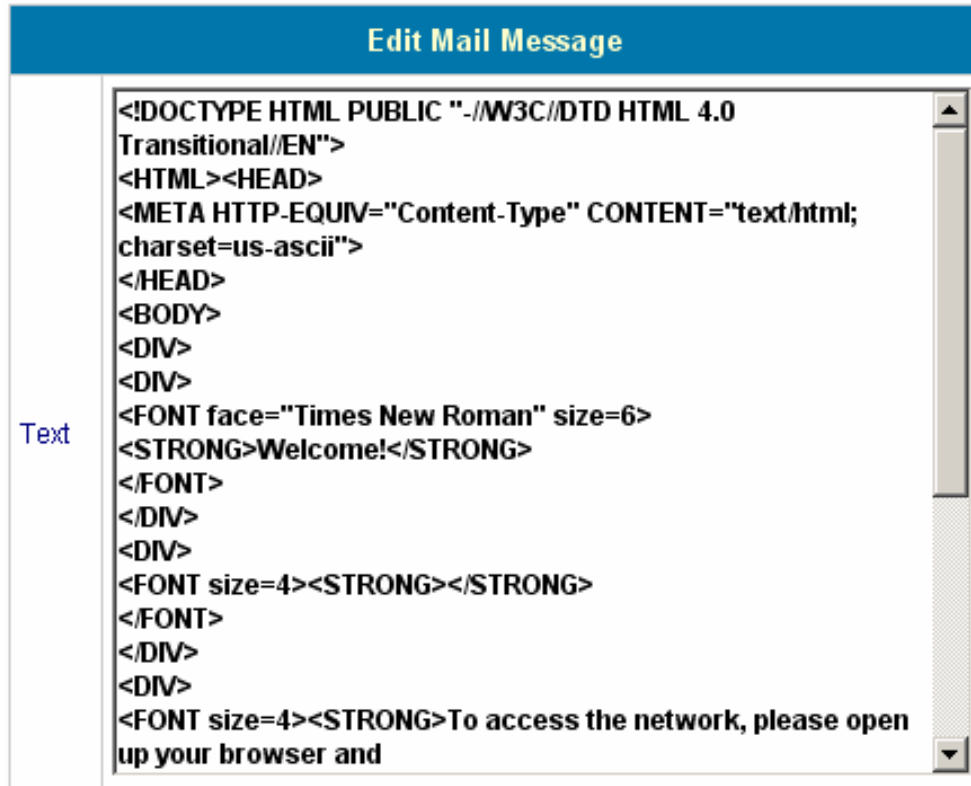 Edit Mail Message
Text
<!DOCTYPE HTML PUBLIC "-//W3C//DTD HTML 4.0
Transitional//EN">
<HTML><HEAD>
<META HTTP-EQUIV="Content-Type" CONTENT="text/html;
charset=us-ascii">
</HEAD>
<BODY>
<DIV>
<DIV>
<FONT face="Times New Roman" size=6>
<STRONG>Welcome!</STRONG>
</FONT>
</DIV>
<DIV>
<FONT size=4><STRONG></STRONG>
</FONT>
</DIV>
<DIV>
<FONT size=4><STRONG>To access the network, please open
up your browser and